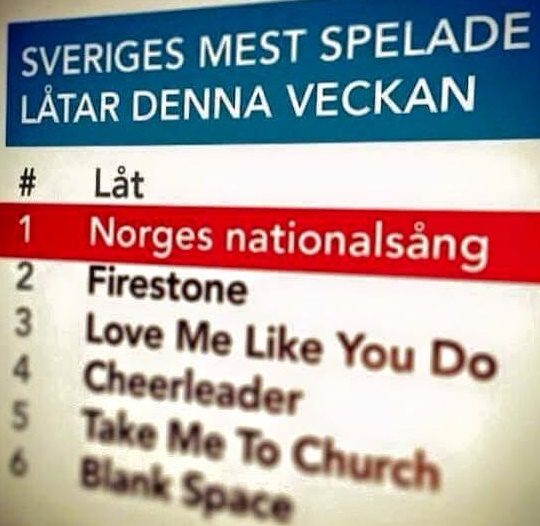 SVERIGES MEST SPELADE
LÅTAR DENNA VECKAN
# Låt
1 Norges nationalsång
2 Firestone
3 Love Me Like You Do
4 Cheerleader
5 Take Me To Church
6 Blank Space